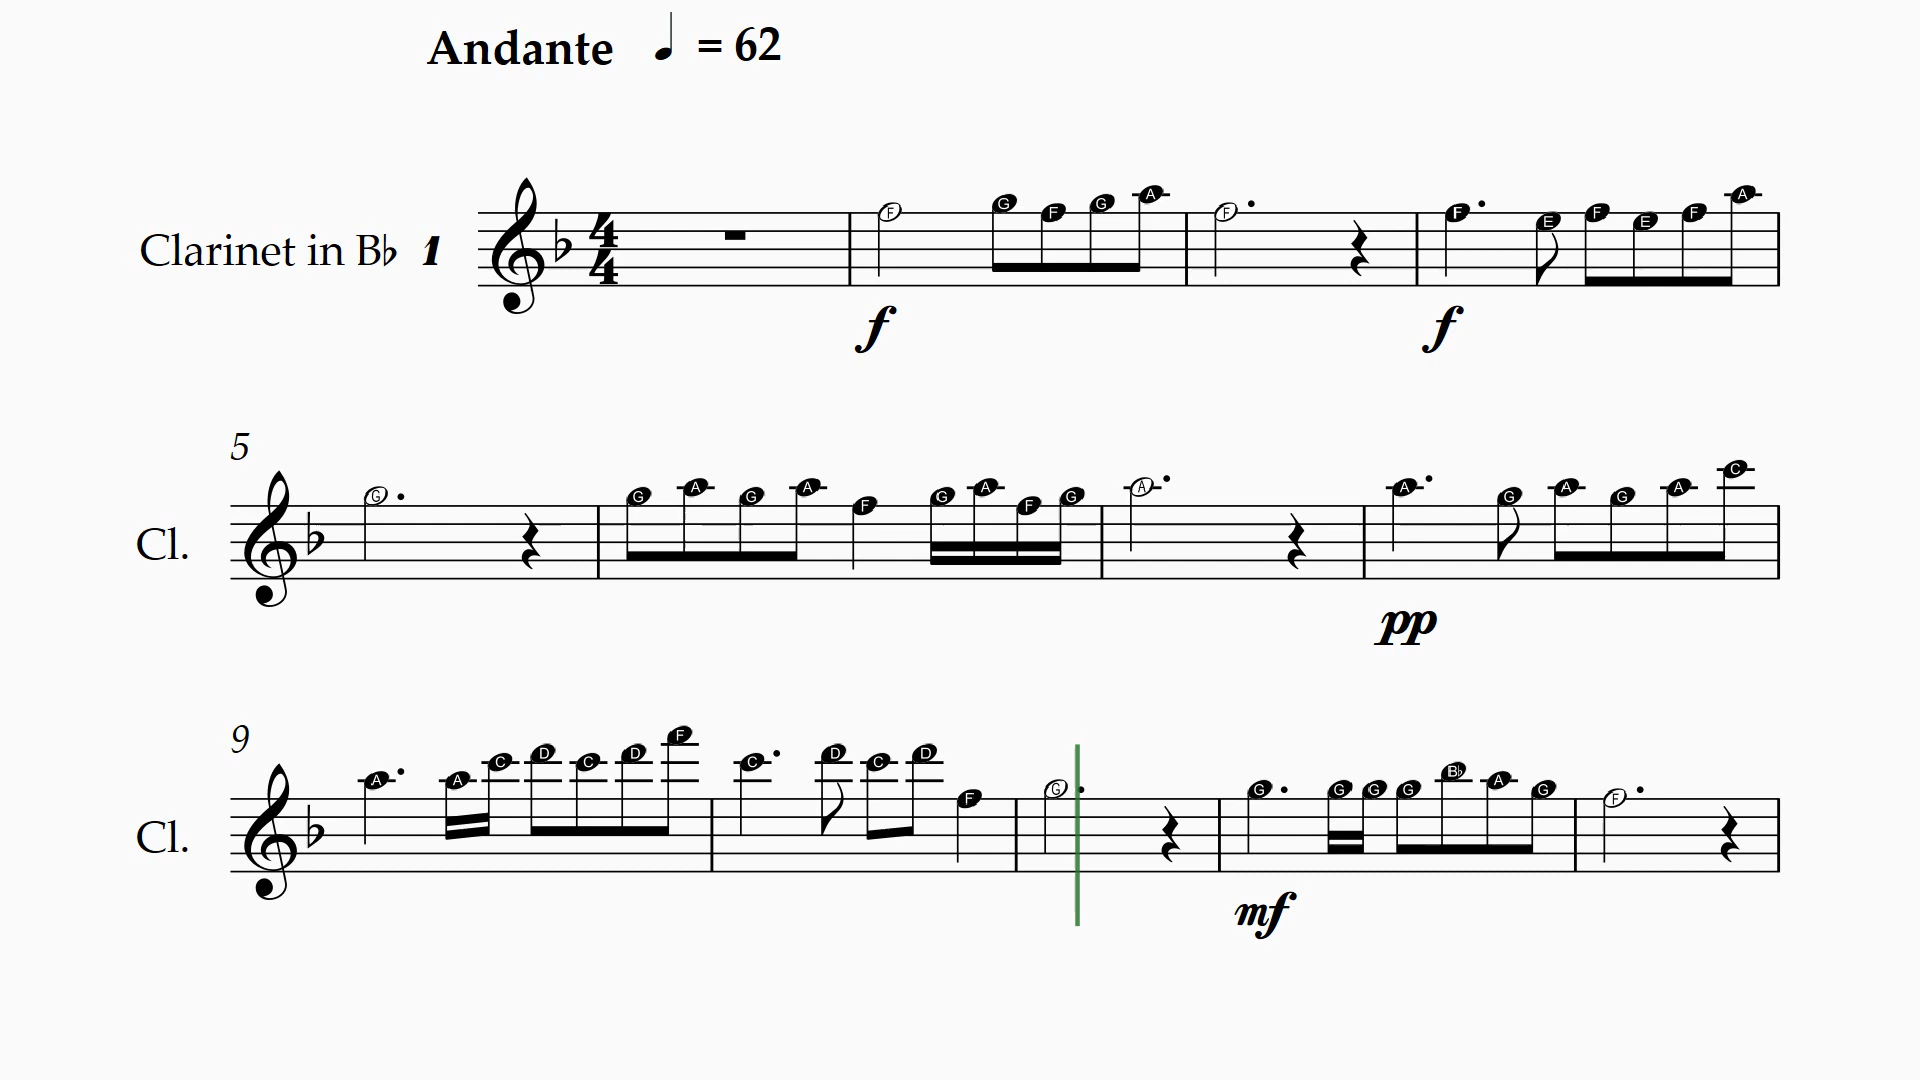 Andante ♩ = 62
Clarinet in B♭ 1
F G F G A F F E F E F A
f f
5
Cl.
G G A G A F G A F G A A G A G A C
pp
9
Cl.
A A C D C D F C D C D F G G G G G B♭ A G F
mf